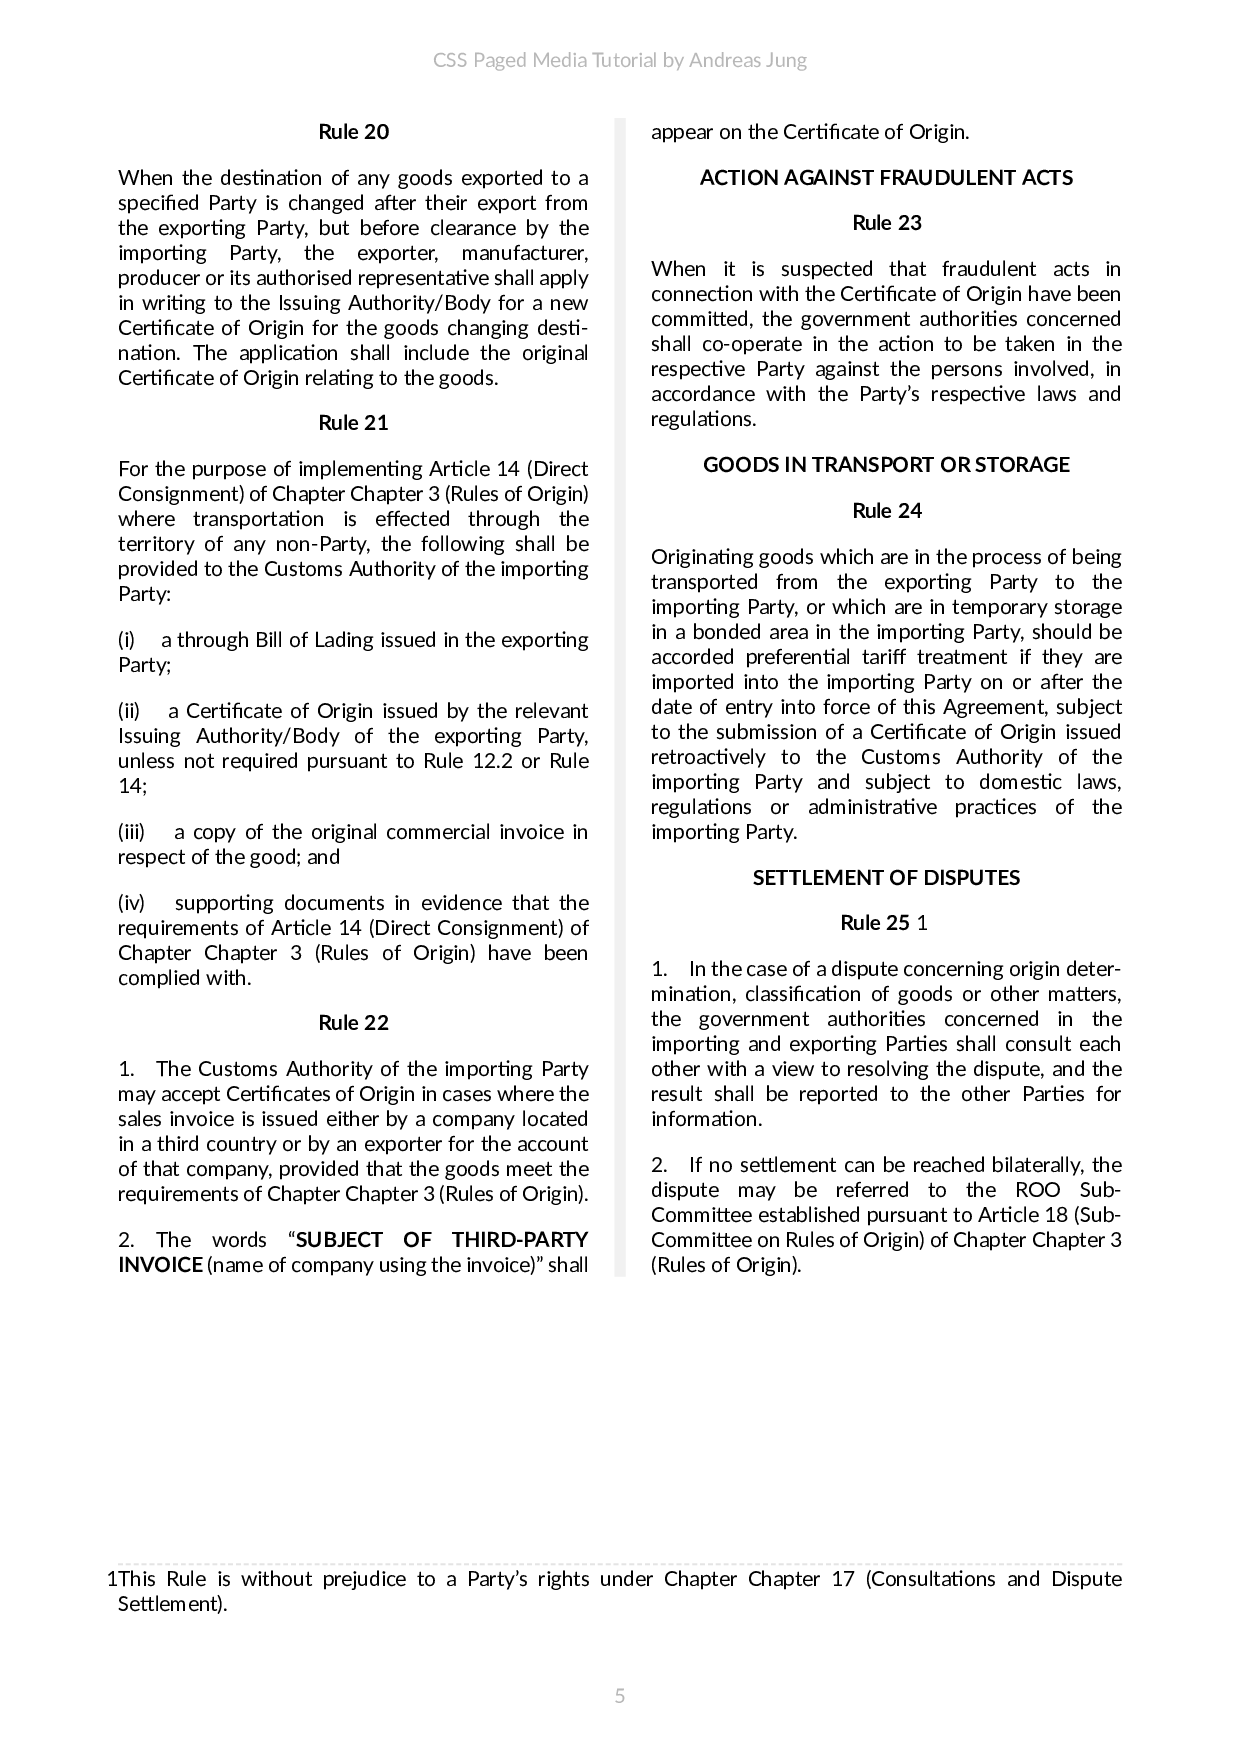 CSS Paged Media Tutorial by Andreas Jung
Rule 20
When the destination of any goods exported to a
specified Party is changed after their export from
the exporting Party, but before clearance by the
importing Party, the exporter, manufacturer,
producer or its authorised representative shall apply
in writing to the Issuing Authority/Body for a new
Certificate of Origin for the goods changing desti-
nation. The application shall include the original
Certificate of Origin relating to the goods.
Rule 21
For the purpose of implementing Article 14 (Direct
Consignment) of Chapter Chapter 3 (Rules of Origin)
where transportation is effected through the
territory of any non-Party, the following shall be
provided to the Customs Authority of the importing
Party:
(i) a through Bill of Lading issued in the exporting
Party;
(ii) a Certificate of Origin issued by the relevant
Issuing Authority/Body of the exporting Party,
unless not required pursuant to Rule 12.2 or Rule
14;
(iii) a copy of the original commercial invoice in
respect of the good; and
(iv) supporting documents in evidence that the
requirements of Article 14 (Direct Consignment) of
Chapter Chapter 3 (Rules of Origin) have been
complied with.
Rule 22
1. The Customs Authority of the importing Party
may accept Certificates of Origin in cases where the
sales invoice is issued either by a company located
in a third country or by an exporter for the account
of that company, provided that the goods meet the
requirements of Chapter Chapter 3 (Rules of Origin).
2. The words “SUBJECT OF THIRD-PARTY
INVOICE (name of company using the invoice)” shall
appear on the Certificate of Origin.
ACTION AGAINST FRAUDULENT ACTS
Rule 23
When it is suspected that fraudulent acts in
connection with the Certificate of Origin have been
committed, the government authorities concerned
shall co-operate in the action to be taken in the
respective Party against the persons involved, in
accordance with the Party’s respective laws and
regulations.
GOODS IN TRANSPORT OR STORAGE
Rule 24
Originating goods which are in the process of being
transported from the exporting Party to the
importing Party, or which are in temporary storage
in a bonded area in the importing Party, should be
accorded preferential tariff treatment if they are
imported into the importing Party on or after the
date of entry into force of this Agreement, subject
to the submission of a Certificate of Origin issued
retroactively to the Customs Authority of the
importing Party and subject to domestic laws,
regulations or administrative practices of the
importing Party.
SETTLEMENT OF DISPUTES
Rule 25 1
1. In the case of a dispute concerning origin deter-
mination, classification of goods or other matters,
the government authorities concerned in the
importing and exporting Parties shall consult each
other with a view to resolving the dispute, and the
result shall be reported to the other Parties for
information.
2. If no settlement can be reached bilaterally, the
dispute may be referred to the ROO Sub-
Committee established pursuant to Article 18 (Sub-
Committee on Rules of Origin) of Chapter Chapter 3
(Rules of Origin).
1This Rule is without prejudice to a Party’s rights under Chapter Chapter 17 (Consultations and Dispute
Settlement).
5